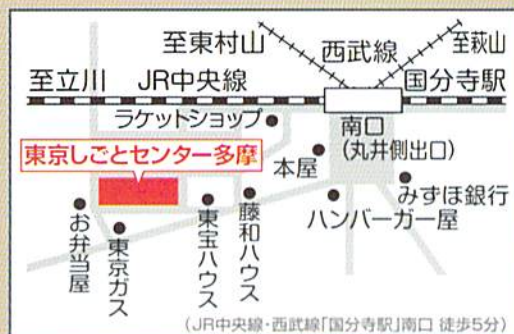 至東村山
西武線
至萩山
至立川
JR中央線
国分寺駅
ラケットショップ
南口
(丸井側出口)
東京しごとセンター多摩
本屋
みずほ銀行
ハンバーガー屋
お弁当屋
東京ガス
東宝ハウス
藤和ハウス
(JR中央線・西武線「国分寺駅」南口 徒歩5分)